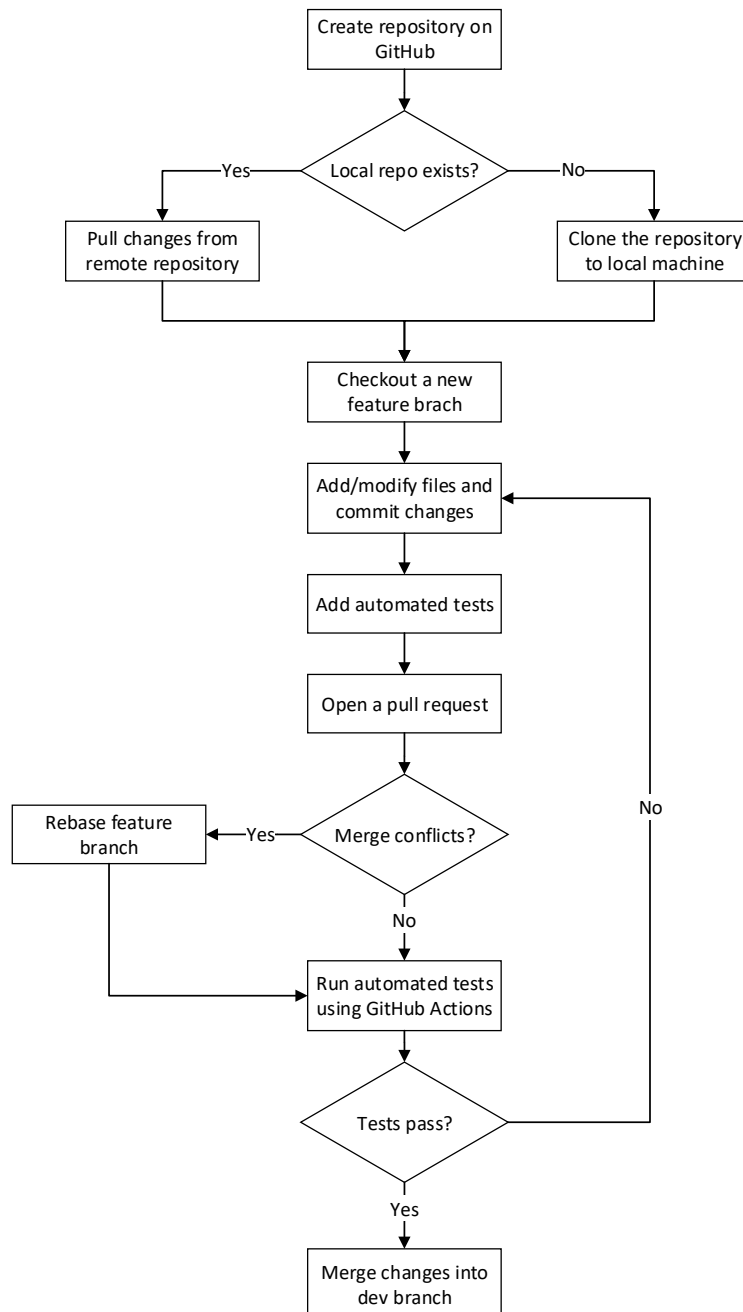 Create repository on
GitHub
Local repo exists?
Yes
No
Pull changes from
remote repository
Clone the repository
to local machine
Checkout a new
feature brach
Add/modify files and
commit changes
Add automated tests
Open a pull request
Merge conflicts?
Yes
Rebase feature
branch
No
No
Run automated tests
using GitHub Actions
Tests pass?
Yes
Merge changes into
dev branch